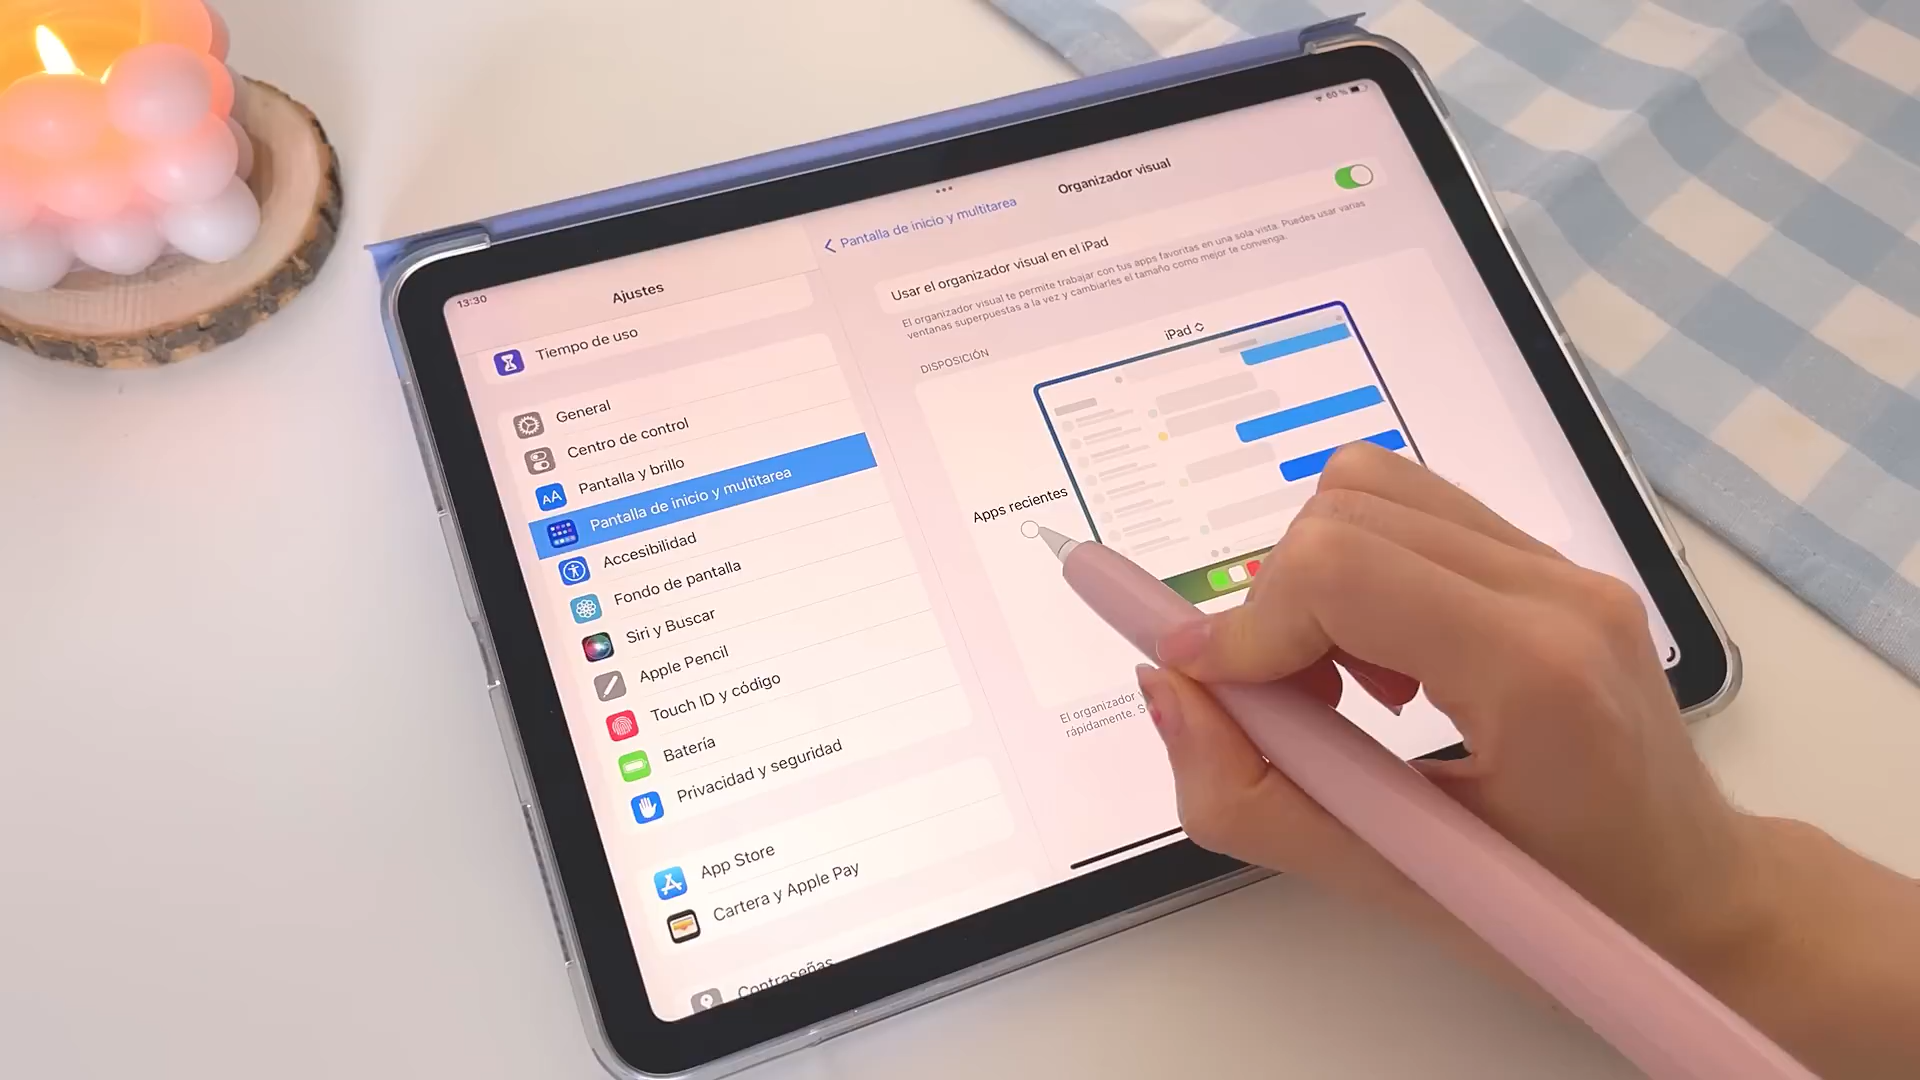 13:30
60 %
Ajustes
Tiempo de uso
General
Centro de control
Pantalla y brillo
Pantalla de inicio y multitarea
Accesibilidad
Fondo de pantalla
Siri y Buscar
Apple Pencil
Touch ID y código
Batería
Privacidad y seguridad
App Store
Cartera y Apple Pay
Contraseñas
Pantalla de inicio y multitarea
Organizador visual
Usar el organizador visual en el iPad
El organizador visual te permite trabajar con tus apps favoritas en una sola vista. Puedes usar varias
ventanas superpuestas a la vez y cambiarles el tamaño como mejor te convenga.
DISPOSICIÓN
iPad
Apps recientes
El organizador
rápidamente.